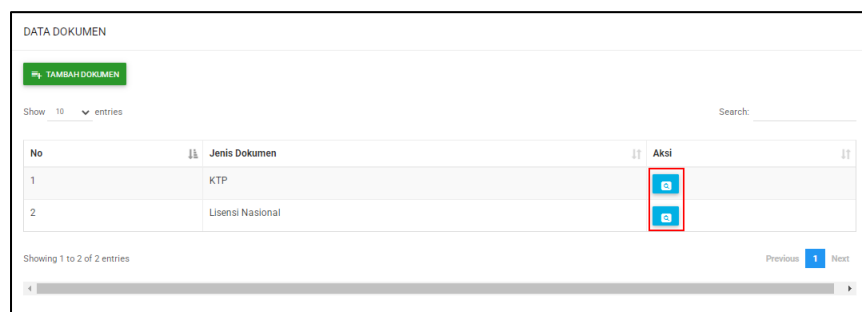 DATA DOKUMEN
TAMBAH DOKUMEN
Show 10 entries Search:
No Jenis Dokumen Aksi
1 KTP
2 Lisensi Nasional
Showing 1 to 2 of 2 entries Previous 1 Next